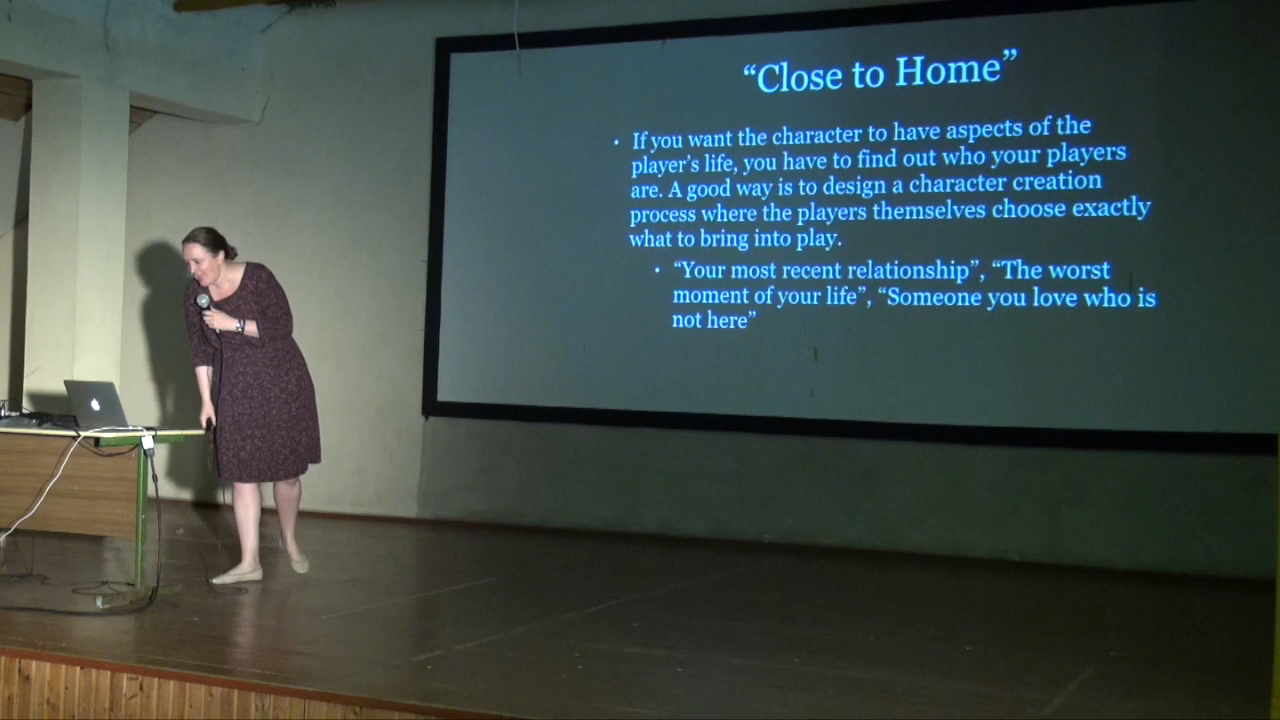 “Close to Home”
• If you want the character to have aspects of the
player’s life, you have to find out who your players
are. A good way is to design a character creation
process where the players themselves choose exactly
what to bring into play.
• “Your most recent relationship”, “The worst
moment of your life”, “Someone you love who is
not here”